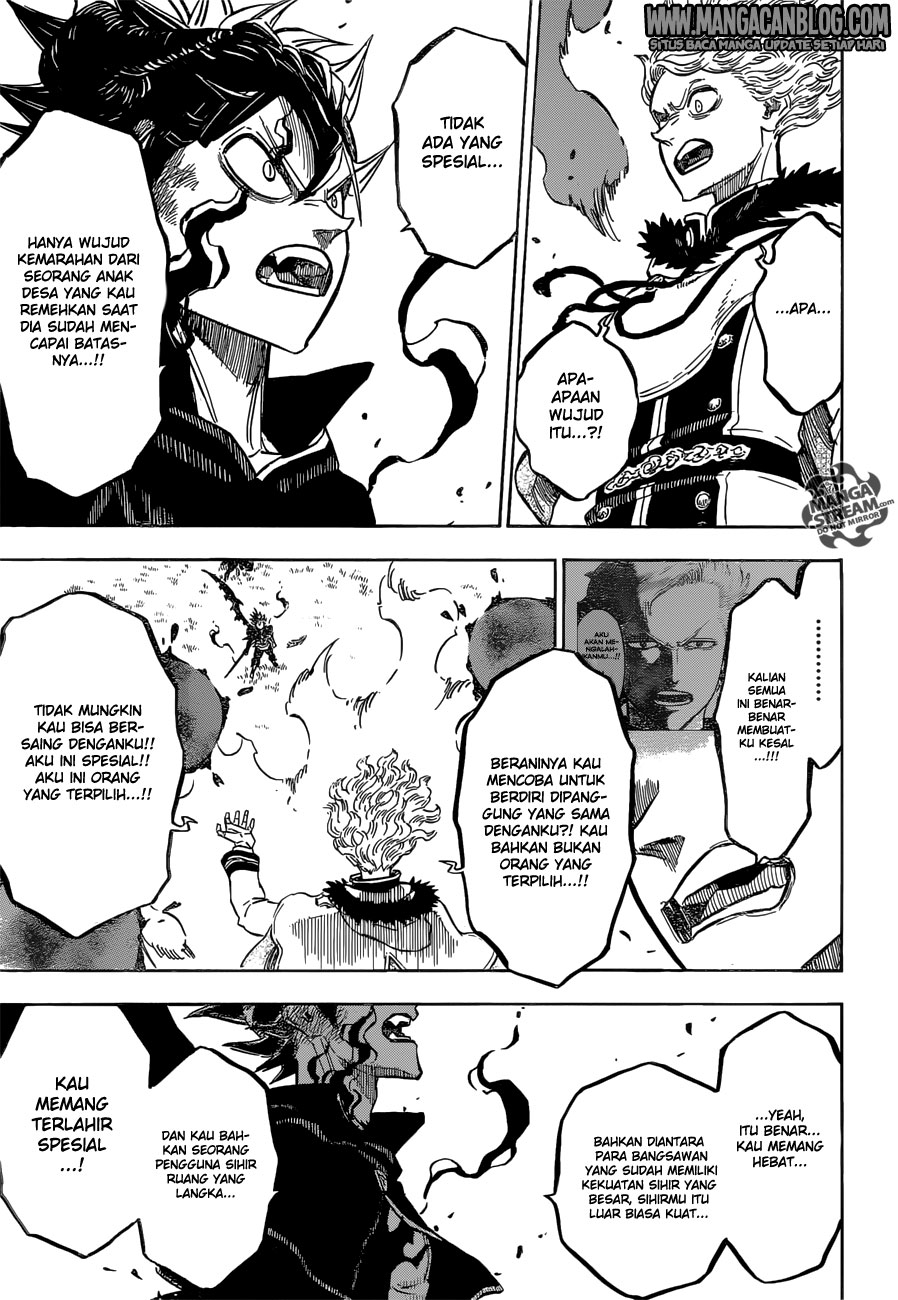 WWW.MANGACANBLOG.COM
SITUS BACA MANGA UPDATE SETIAP HARI
...APA...
APA-
APAAN
WUJUD
ITU...?!
TIDAK
ADA YANG
SPESIAL...
HANYA WUJUD
KEMARAHAN DARI
SEORANG ANAK
DESA YANG KAU
REMEHKAN SAAT
DIA SUDAH MEN-
CAPAI BATAS-
NYA...!!
MANGA
STREAM.com
DO NOT MIRROR
.........
AKU
AKAN ME-
NGALAH-
KANMU...!!
KALIAN
SEMUA
INI BENAR-
BENAR
MEMBUAT-
KU KESAL
...!!!
BERANINYA KAU
MENCOBA UNTUK
BERDIRI DIPANG-
GUNG YANG SAMA
DENGANKU?! KAU
BAHKAN BUKAN
ORANG YANG
TERPILIH...!!
TIDAK MUNGKIN
KAU BISA BER-
SAING DENGANKU!!
AKU INI SPESIAL!!
AKU INI ORANG
YANG TERPILIH...!!
...YEAH,
ITU BENAR...
KAU MEMANG
HEBAT...
BAHKAN DIANTARA
PARA BANGSAWAN
YANG SUDAH MEMILIKI
KEKUATAN SIHIR YANG
BESAR, SIHIRMU ITU
LUAR BIASA KUAT...
DAN KAU BAH-
KAN SEORANG
PENGGUNA SIHIR
RUANG YANG
LANGKA...
KAU
MEMANG
TERLAHIR
SPESIAL
...!